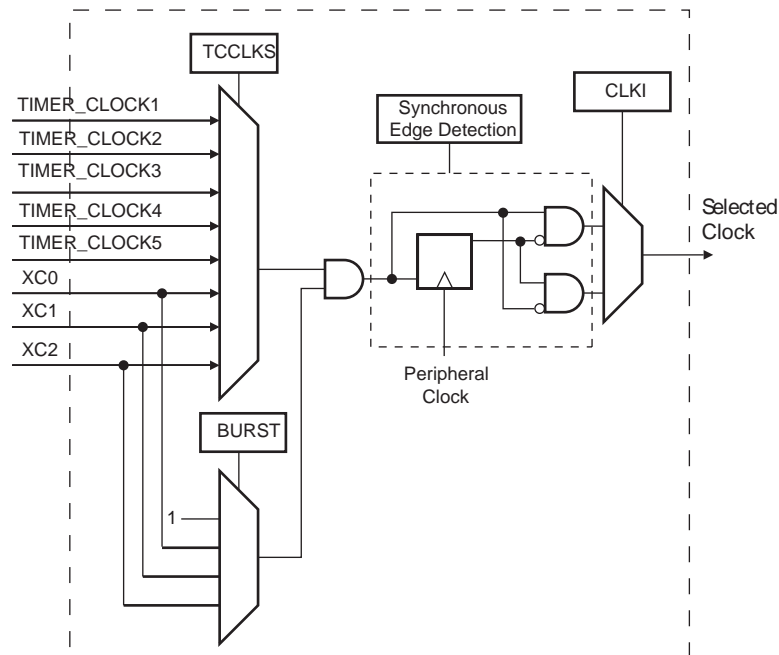 TCCLKS
TIMER_CLOCK1
TIMER_CLOCK2
TIMER_CLOCK3
TIMER_CLOCK4
TIMER_CLOCK5
XC0
XC1
XC2
Synchronous
Edge Detection
CLKI
Selected
Clock
Peripheral
Clock
BURST
1